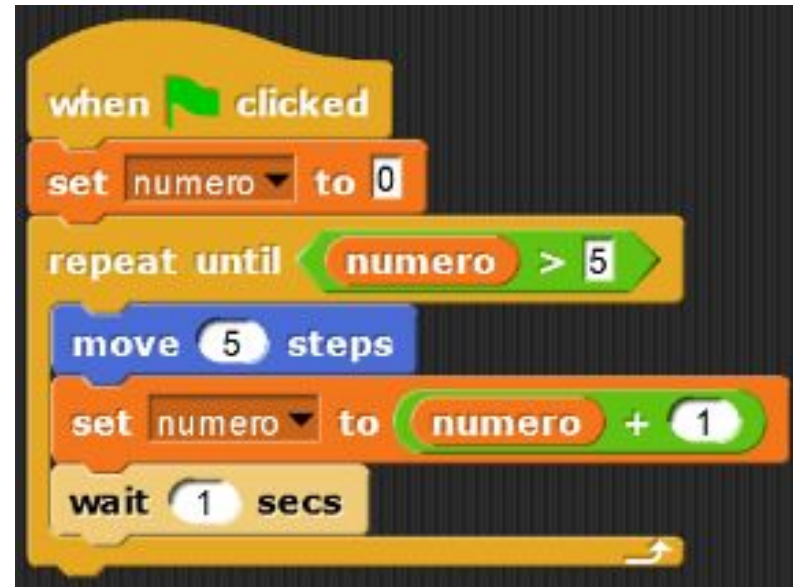 when clicked
set numero to 0
repeat until numero > 5
move 5 steps
set numero to numero + 1
wait 1 secs